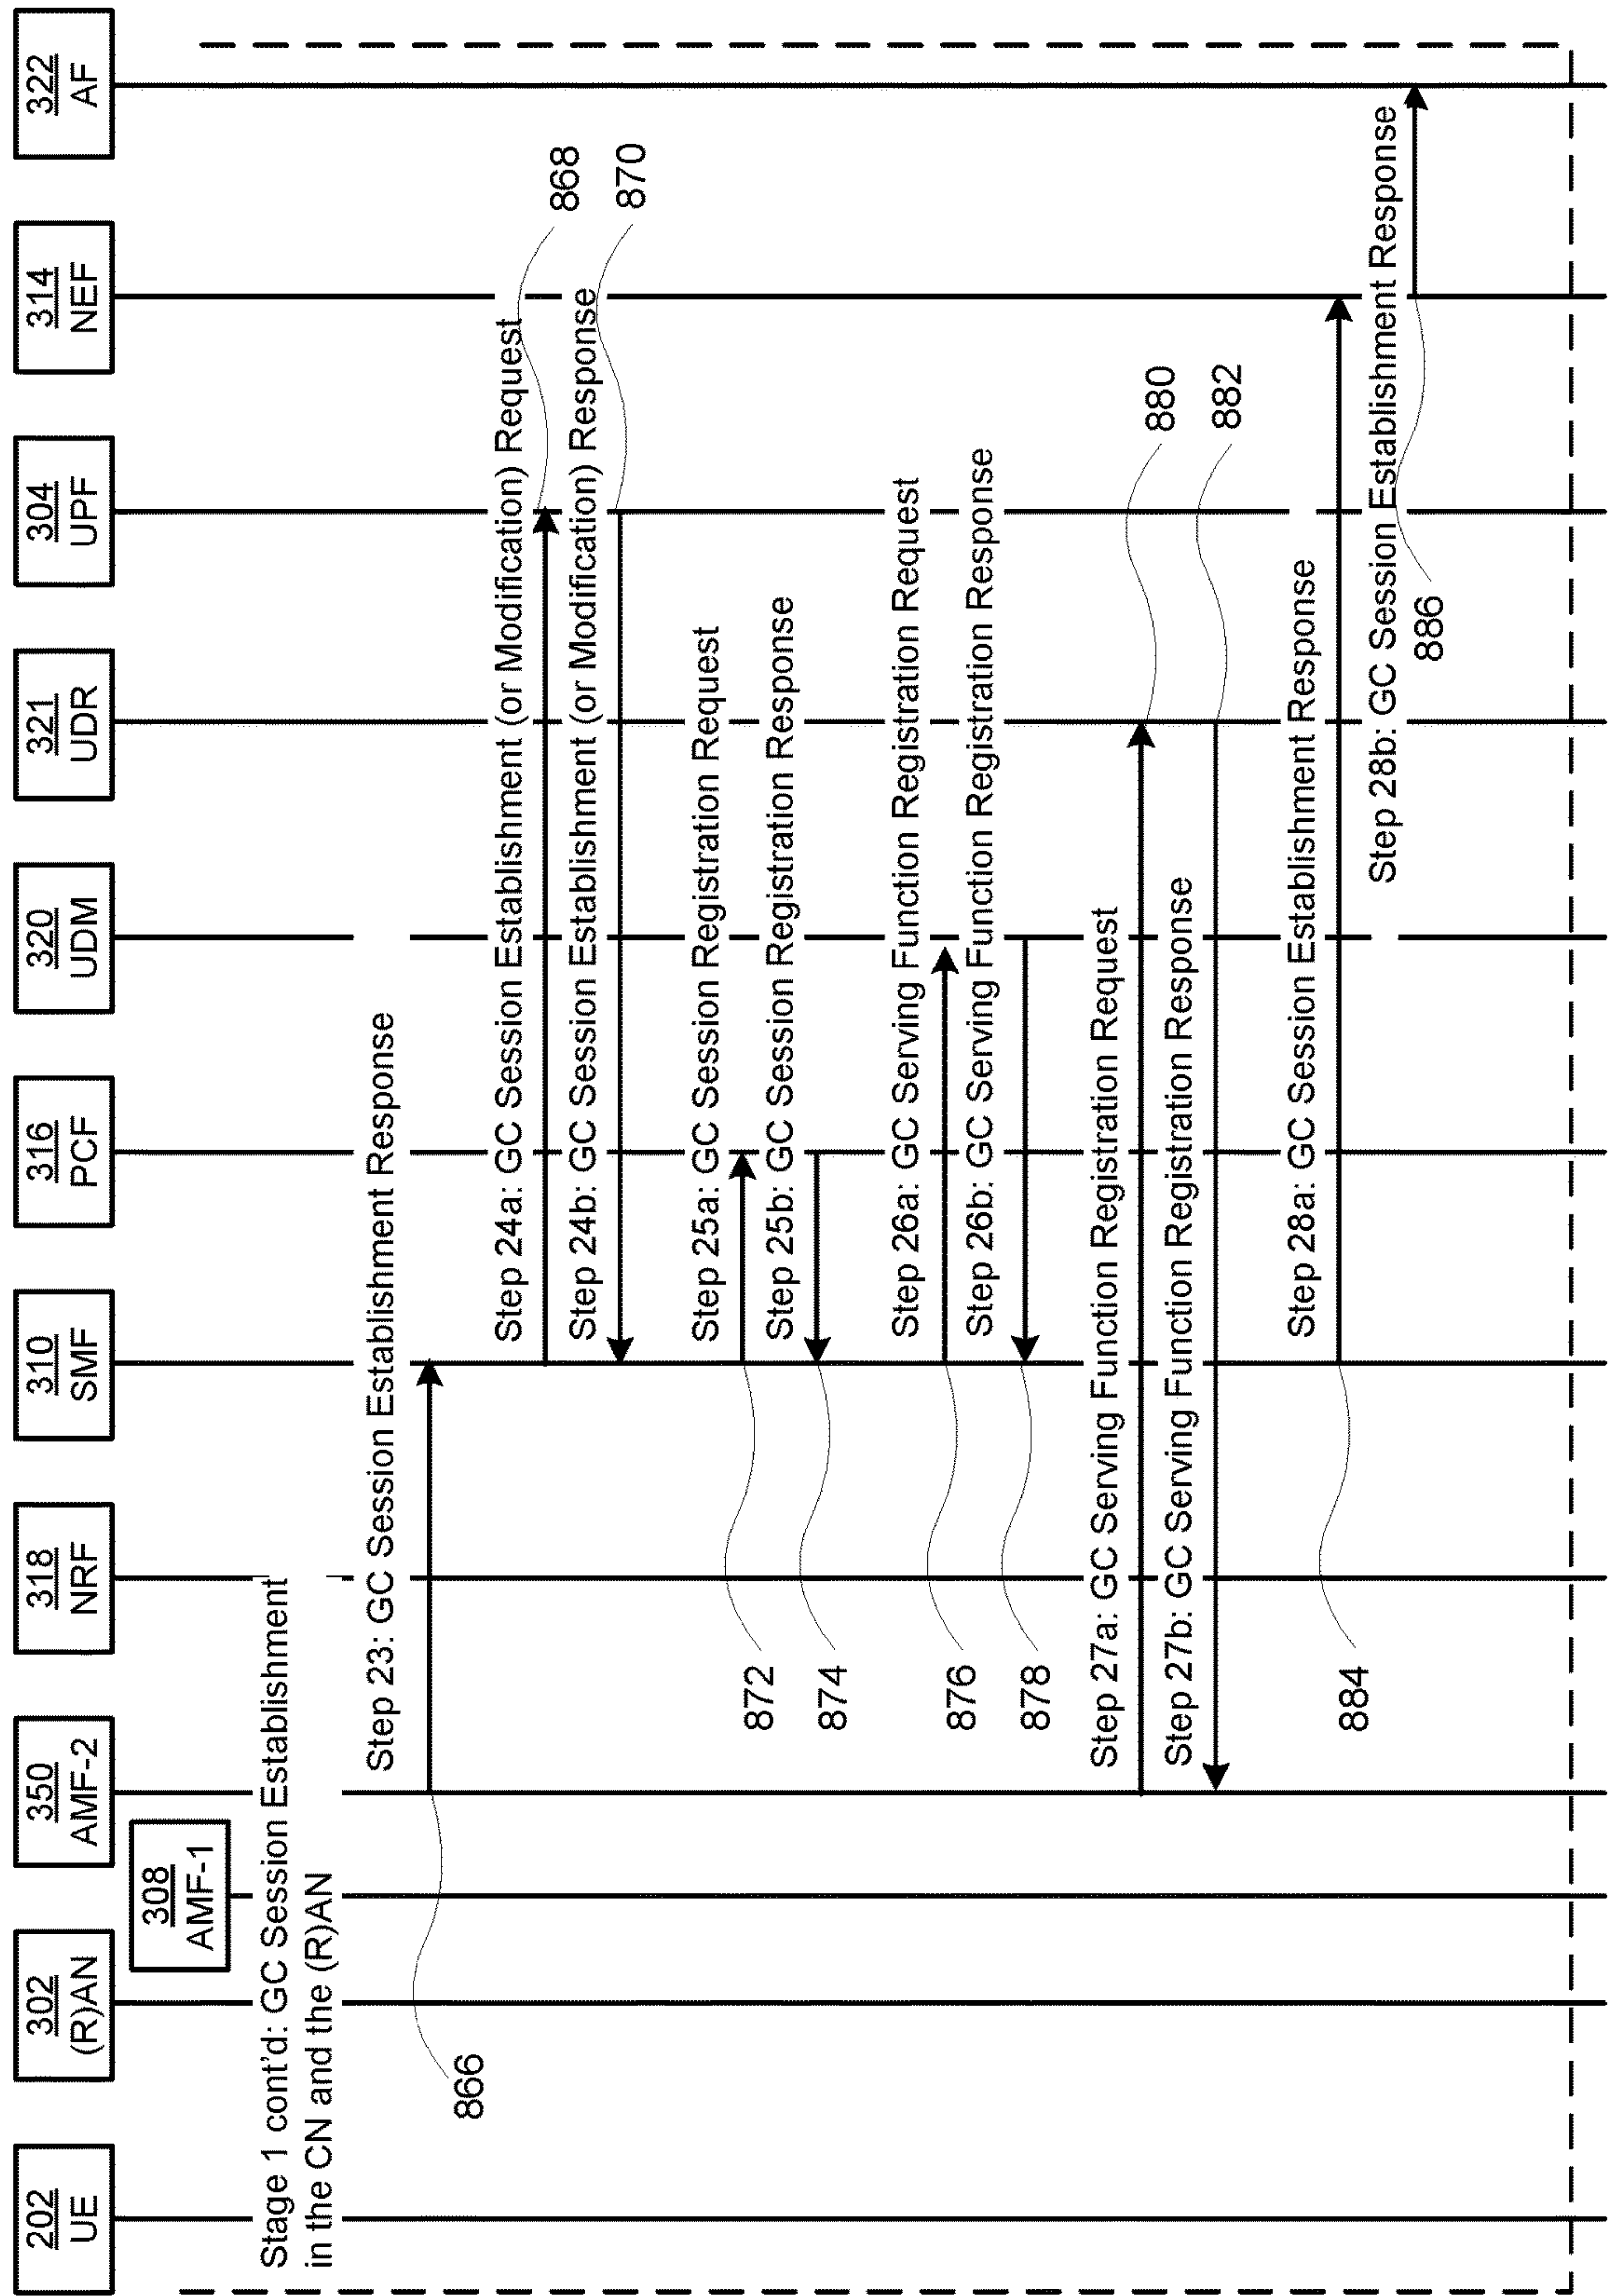 202
UE
302
(R)AN
308
AMF-1
350
AMF-2
318
NRF
310
SMF
316
PCF
320
UDM
321
UDR
304
UPF
314
NEF
322
AF
Stage 1 cont'd: GC Session Establishment
in the CN and the (R)AN
Step 23: GC Session Establishment Response
866
Step 24a: GC Session Establishment (or Modification) Request
868
Step 24b: GC Session Establishment (or Modification) Response
870
Step 25a: GC Session Registration Request
872
Step 25b: GC Session Registration Response
874
Step 26a: GC Serving Function Registration Request
876
Step 26b: GC Serving Function Registration Response
878
Step 27a: GC Serving Function Registration Request
880
Step 27b: GC Serving Function Registration Response
882
Step 28a: GC Session Establishment Response
884
Step 28b: GC Session Establishment Response
886